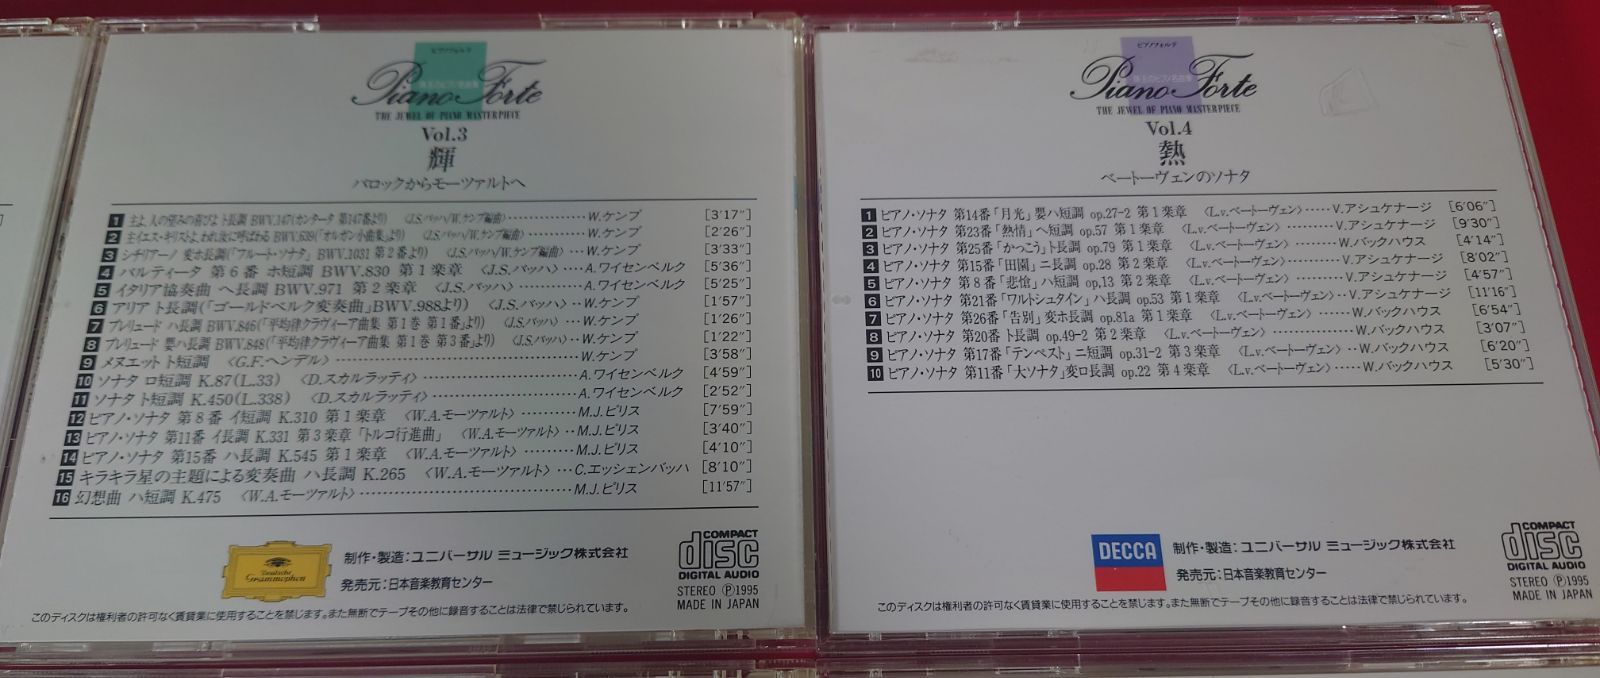 ピアノフォルテ
珠玉のピアノ名曲集
Piano Forte
THE JEWEL OF PIANO MASTERPIECE
Vol.3
輝
バロックからモーツァルトへ
1 主よ、人の望みの喜びよ ト長調 BWV.147(カンタータ 第147番より) 〈J.S.バッハ/W.ケンプ編曲〉 W.ケンプ [3'17"]
2 主イエス・キリストよ、われ汝に呼ばわる BWV.639(「オルガン小曲集」より) 〈J.S.バッハ/W.ケンプ編曲〉 W.ケンプ [2'26"]
3 シチリアーノ 変ホ長調(「フルート・ソナタ」BWV.1031 第2番より) 〈J.S.バッハ/W.ケンプ編曲〉 W.ケンプ [3'33"]
4 パルティータ 第6番 ホ短調 BWV.830 第1楽章 〈J.S.バッハ〉 A.ワイセンベルク [5'36"]
5 イタリア協奏曲 ヘ長調 BWV.971 第2楽章 〈J.S.バッハ〉 A.ワイセンベルク [5'25"]
6 アリア ト長調(「ゴールドベルク変奏曲」BWV.988より) 〈J.S.バッハ〉 W.ケンプ [1'57"]
7 プレリュード ハ長調 BWV.846(「平均律クラヴィーア曲集 第1巻 第1番」より) 〈J.S.バッハ〉 W.ケンプ [1'26"]
8 プレリュード 嬰ハ長調 BWV.848(「平均律クラヴィーア曲集 第1巻 第3番」より) 〈J.S.バッハ〉 W.ケンプ [1'22"]
9 メヌエット ト短調 〈G.F.ヘンデル〉 W.ケンプ [3'58"]
10 ソナタ ロ短調 K.87(L.33) 〈D.スカルラッティ〉 A.ワイセンベルク [4'59"]
11 ソナタ ト短調 K.450(L.338) 〈D.スカルラッティ〉 A.ワイセンベルク [2'52"]
12 ピアノ・ソナタ 第8番 イ短調 K.310 第1楽章 〈W.A.モーツァルト〉 M.J.ピリス [7'59"]
13 ピアノ・ソナタ 第11番 イ長調 K.331 第3楽章「トルコ行進曲」 〈W.A.モーツァルト〉 M.J.ピリス [3'40"]
14 ピアノ・ソナタ 第15番 ハ長調 K.545 第1楽章 〈W.A.モーツァルト〉 M.J.ピリス [4'10"]
15 キラキラ星の主題による変奏曲 ハ長調 K.265 〈W.A.モーツァルト〉 C.エッシェンバッハ [8'10"]
16 幻想曲 ハ短調 K.475 〈W.A.モーツァルト〉 M.J.ピリス [11'57"]
Deutsche Grammophon
制作・製造：ユニバーサル ミュージック株式会社
発売元：日本音楽教育センター
COMPACT disc DIGITAL AUDIO
STEREO Ⓟ1995
MADE IN JAPAN
このディスクは権利者の許可なく賃貸業に使用することを禁じます。また無断でテープその他に録音することは法律で禁じられています。
ピアノフォルテ
珠玉のピアノ名曲集
Piano Forte
THE JEWEL OF PIANO MASTERPIECE
Vol.4
熱
ベートーヴェンのソナタ
1 ピアノ・ソナタ 第14番「月光」嬰ハ短調 op.27-2 第1楽章 〈L.v.ベートーヴェン〉 V.アシュケナージ [6'06"]
2 ピアノ・ソナタ 第23番「熱情」ヘ短調 op.57 第1楽章 〈L.v.ベートーヴェン〉 V.アシュケナージ [9'30"]
3 ピアノ・ソナタ 第25番「かっこう」ト長調 op.79 第1楽章 〈L.v.ベートーヴェン〉 W.バックハウス [4'14"]
4 ピアノ・ソナタ 第15番「田園」ニ長調 op.28 第2楽章 〈L.v.ベートーヴェン〉 V.アシュケナージ [8'02"]
5 ピアノ・ソナタ 第8番「悲愴」ハ短調 op.13 第2楽章 〈L.v.ベートーヴェン〉 V.アシュケナージ [4'57"]
6 ピアノ・ソナタ 第21番「ワルトシュタイン」ハ長調 op.53 第1楽章 〈L.v.ベートーヴェン〉 V.アシュケナージ [11'16"]
7 ピアノ・ソナタ 第26番「告別」変ホ長調 op.81a 第1楽章 〈L.v.ベートーヴェン〉 W.バックハウス [6'54"]
8 ピアノ・ソナタ 第20番 ト長調 op.49-2 第2楽章 〈L.v.ベートーヴェン〉 W.バックハウス [3'07"]
9 ピアノ・ソナタ 第17番「テンペスト」ニ短調 op.31-2 第3楽章 〈L.v.ベートーヴェン〉 W.バックハウス [6'20"]
10 ピアノ・ソナタ 第11番「大ソナタ」変ロ長調 op.22 第4楽章 〈L.v.ベートーヴェン〉 W.バックハウス [5'30"]
DECCA
制作・製造：ユニバーサル ミュージック株式会社
発売元：日本音楽教育センター
COMPACT disc DIGITAL AUDIO
STEREO Ⓟ1995
MADE IN JAPAN
このディスクは権利者の許可なく賃貸業に使用することを禁じます。また無断でテープその他に録音することは法律で禁じられています。